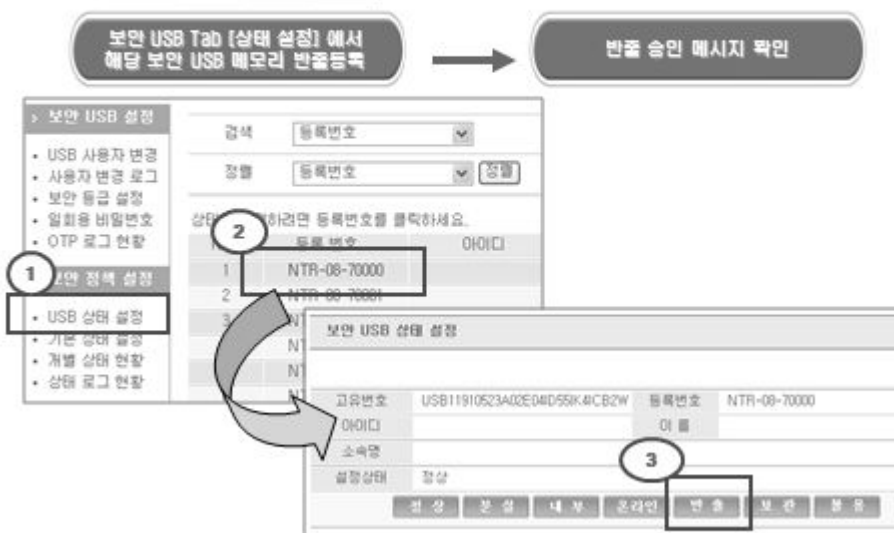 보안 USB Tab [상태 설정] 에서
해당 보안 USB 메모리 반출등록
반출 승인 메시지 확인
> 보안 USB 설정
• USB 사용자 변경
• 사용자 변경 로그
• 보안 등급 설정
• 일회용 비밀번호
• OTP 로그 현황
보안 정책 설정
• USB 상태 설정
• 기본 상태 설정
• 개별 상태 현황
• 상태 로그 현황
검색 등록번호
정렬 등록번호 정렬
하려면 등록번호를 클릭하세요.
등록 번호 아이디
1 NTR-08-70000
2 NTR-08-70001
3
1
2
3
보안 USB 상태 설정
고유번호 등록번호 NTR-08-70000
아이디 이 름
소속명
설정상태 정상
정 상 분 실 내 부 온라인 반 출 보 관 불 용